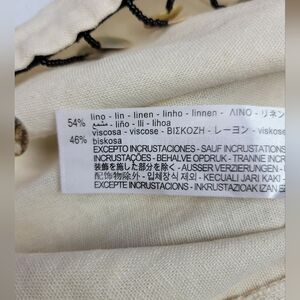 54% lino - lin - linen - linho - linnen - ΛΙΝΟ - リネン
- liño - lli - lihoa
46% viscosa - viscose - ΒΙΣΚΟΖΗ - レーヨン - viskose
biskosa
EXCEPTO INCRUSTACIONES - SAUF INCRUSTATIONS
INCRUSTAÇÕES - BEHALVE OPDRUK - TRANNE INCR
装飾を施した部分を除く - AUSSER VERZIERUNGEN - U
配饰物除外 - 입체장식 제외 - KECUALI JARI KAKI -
EXCEPTE INCRUSTACIONS - INKRUSTAZIOAK IZAN EZ